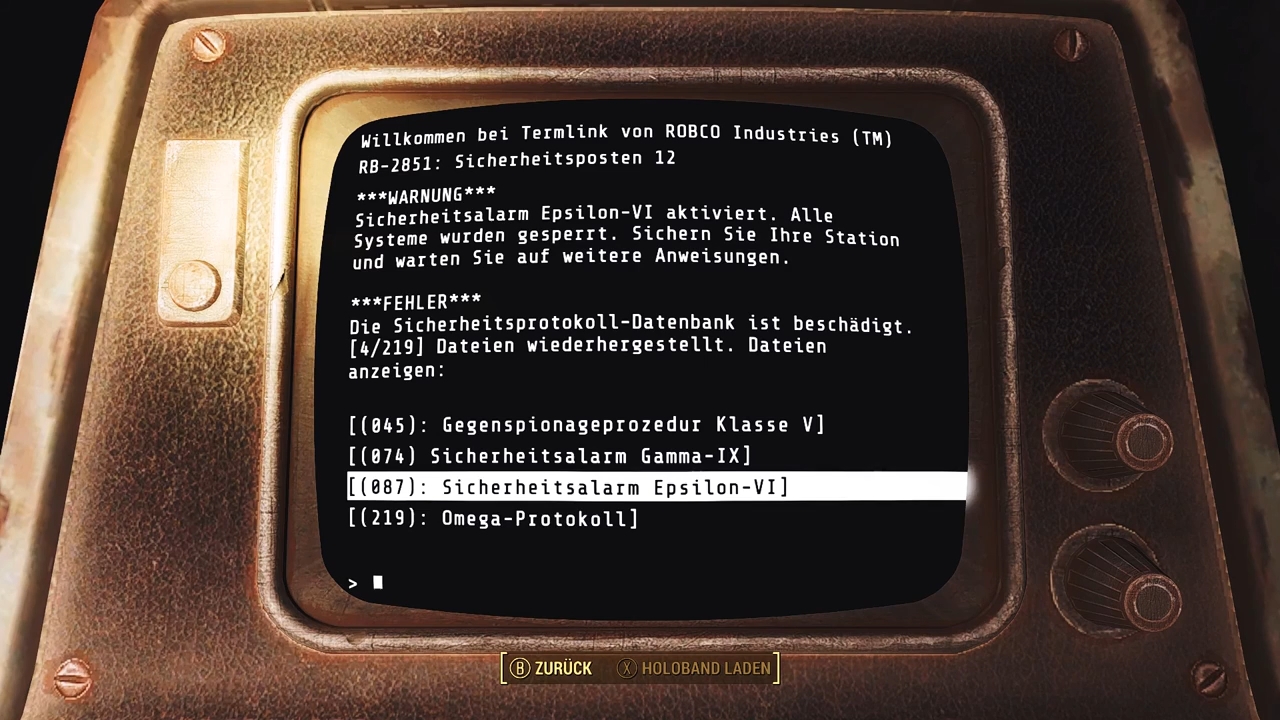 Willkommen bei Termlink von ROBCO Industries (TM)
RB-2851: Sicherheitsposten 12
***WARNUNG***
Sicherheitsalarm Epsilon-VI aktiviert. Alle
Systeme wurden gesperrt. Sichern Sie Ihre Station
und warten Sie auf weitere Anweisungen.
***FEHLER***
Die Sicherheitsprotokoll-Datenbank ist beschädigt.
[4/219] Dateien wiederhergestellt. Dateien
anzeigen:
[(045): Gegenspionageprozedur Klasse V]
[(074) Sicherheitsalarm Gamma-IX]
[(087): Sicherheitsalarm Epsilon-VI]
[(219): Omega-Protokoll]
>
B ZURÜCK X HOLOBAND LADEN